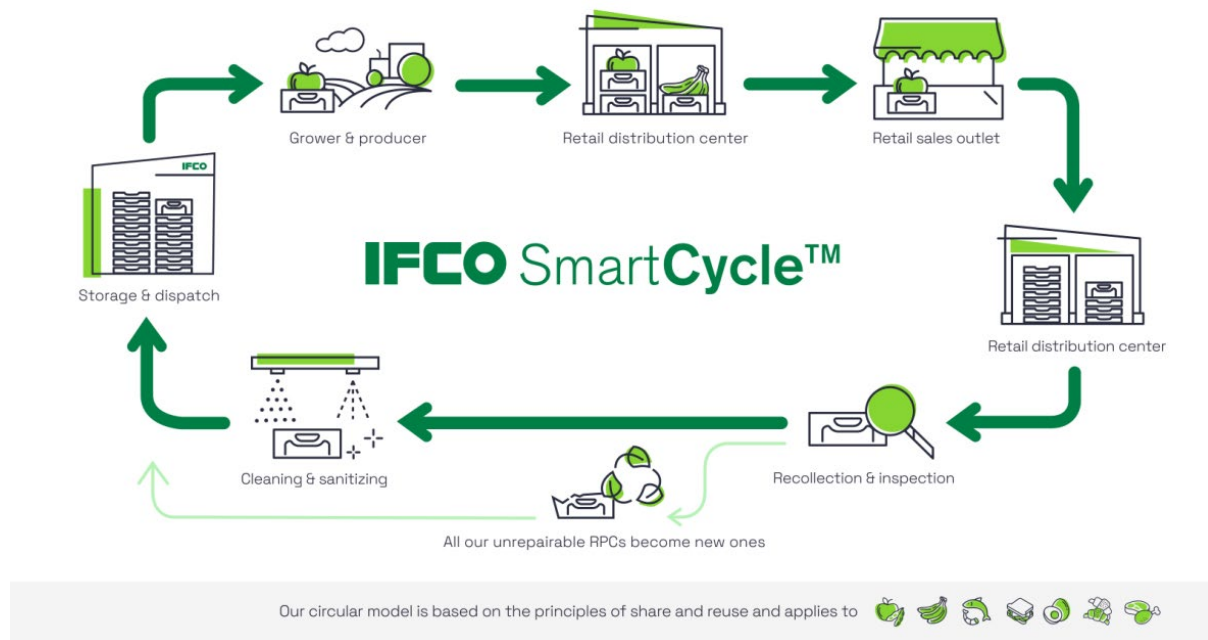 Grower & producer
Retail distribution center
Retail sales outlet
IFCO
Storage & dispatch
IFCO SmartCycle™
Retail distribution center
Cleaning & sanitizing
Recollection & inspection
All our unrepairable RPCs become new ones
Our circular model is based on the principles of share and reuse and applies to